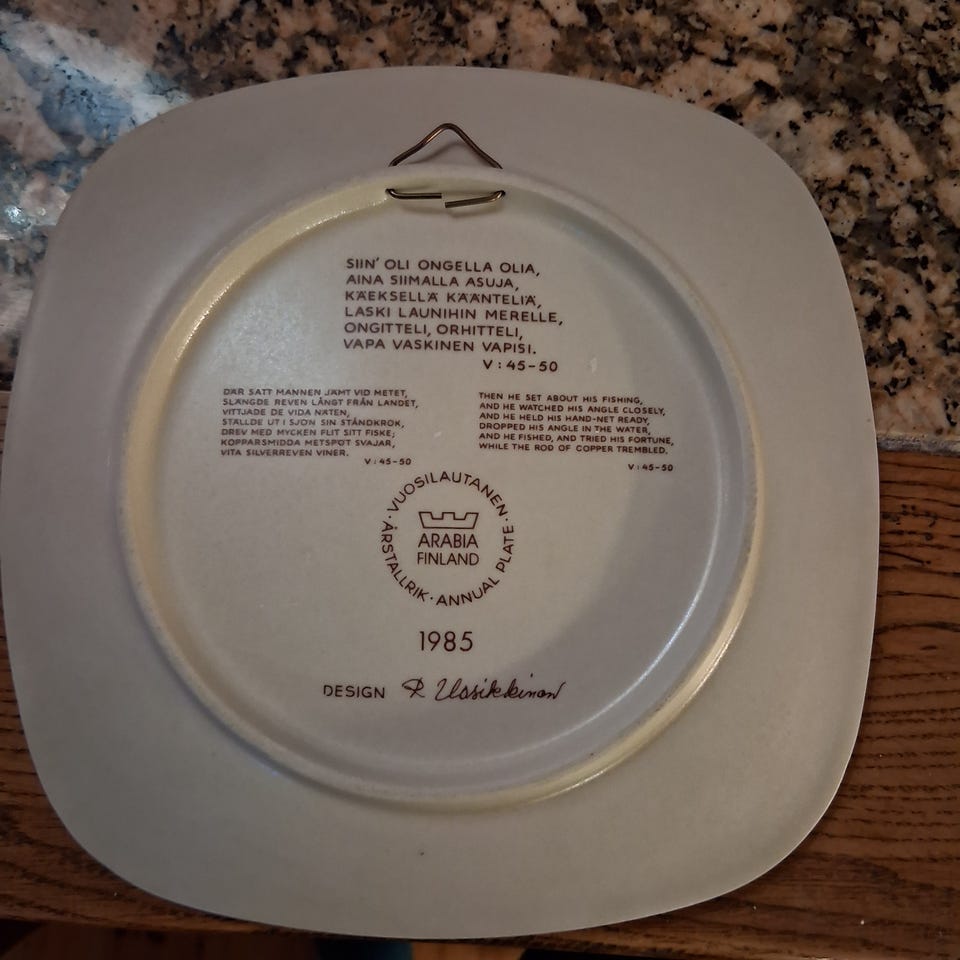 SIIN' OLI ONGELLA OLIA,
AINA SIIMALLA ASUJA,
KÄEKSELLÄ KÄÄNTELIÄ,
LASKI LAUNIHIN MERELLE,
ONGITTELI, ORHITTELI,
VAPA VASKINEN VAPISI.
V : 45-50
DÄR SATT MANNEN JÄMT VID METET,
SLÄNGDE REVEN LÅNGT FRÅN LANDET,
VITTJADE DE VIDA NÄTEN,
STÄLLDE UT I SJÖN SIN STÅNDKROK,
DREV MED MYCKEN FLIT SITT FISKE;
KOPPARSMIDDA METSPÖT SVAJAR,
VITA SILVERREVEN VINER.
V : 45-50
THEN HE SET ABOUT HIS FISHING,
AND HE WATCHED HIS ANGLE CLOSELY,
AND HE HELD HIS HAND-NET READY,
DROPPED HIS ANGLE IN THE WATER,
AND HE FISHED, AND TRIED HIS FORTUNE,
WHILE THE ROD OF COPPER TREMBLED.
V : 45-50
· VUOSILAUTANEN · ANNUAL PLATE · ÅRSTALLRIK
ARABIA
FINLAND
1985
DESIGN R Uosikkinen